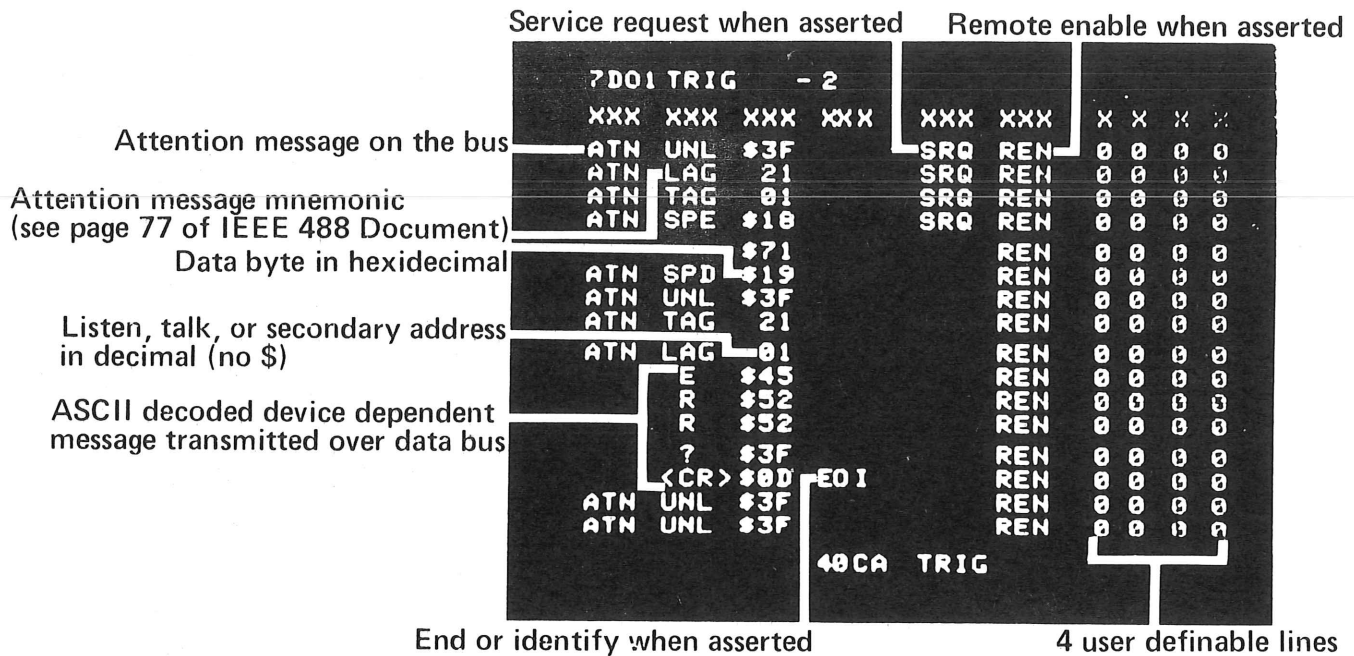 Service request when asserted
Remote enable when asserted
7D01 TRIG -2
XXX XXX XXX XXX XXX XXX X X X X
Attention message on the bus
ATN UNL $3F SRQ REN 0 0 0 0
ATN LAG 21 SRQ REN 0 0 0 0
Attention message mnemonic
(see page 77 of IEEE 488 Document)
ATN TAG 01 SRQ REN 0 0 0 0
ATN SPE $18 SRQ REN 0 0 0 0
Data byte in hexidecimal
$71 REN 0 0 0 0
ATN SPD $19 REN 0 0 0 0
ATN UNL $3F REN 0 0 0 0
Listen, talk, or secondary address
in decimal (no $)
ATN TAG 21 REN 0 0 0 0
ATN LAG 01 REN 0 0 0 0
ASCII decoded device dependent
message transmitted over data bus
E $45 REN 0 0 0 0
R $52 REN 0 0 0 0
R $52 REN 0 0 0 0
? $3F REN 0 0 0 0
<CR> $0D EOI REN 0 0 0 0
ATN UNL $3F REN 0 0 0 0
ATN UNL $3F REN 0 0 0 0
40CA TRIG
End or identify when asserted
4 user definable lines